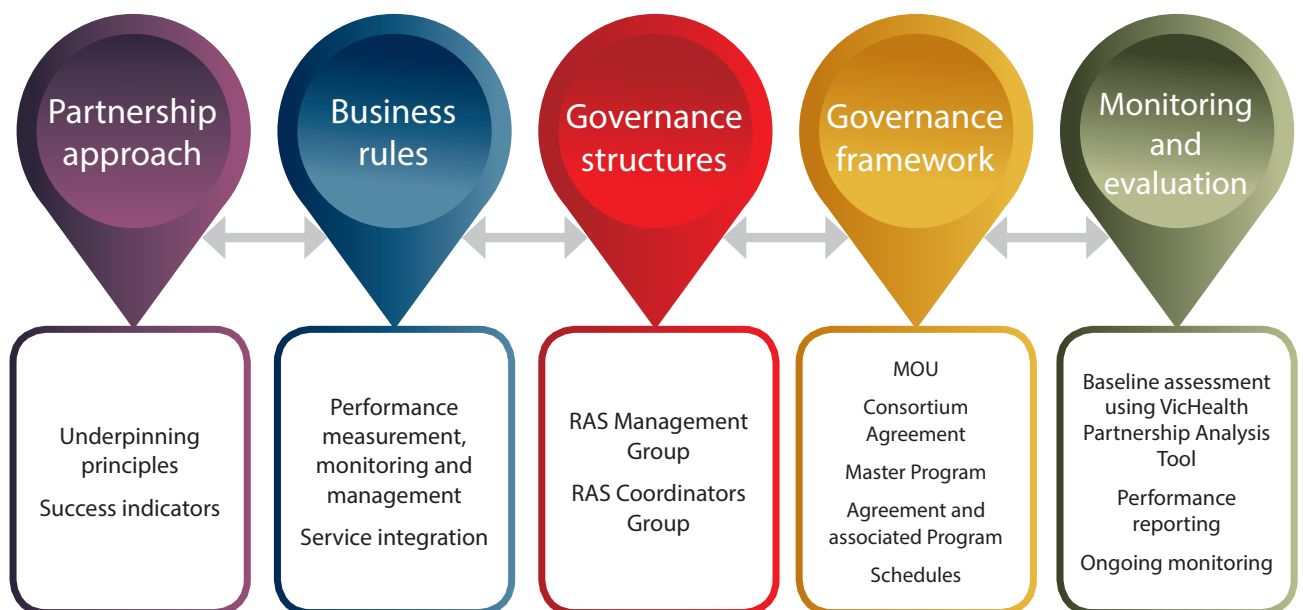 Partnership
approach
Business
rules
Governance
structures
Governance
framework
Monitoring
and
evaluation
Underpinning
principles
Success indicators
Performance
measurement,
monitoring and
management
Service integration
RAS Management
Group
RAS Coordinators
Group
MOU
Consortium
Agreement
Master Program
Agreement and
associated Program
Schedules
Baseline assessment
using VicHealth
Partnership Analysis
Tool
Performance
reporting
Ongoing monitoring